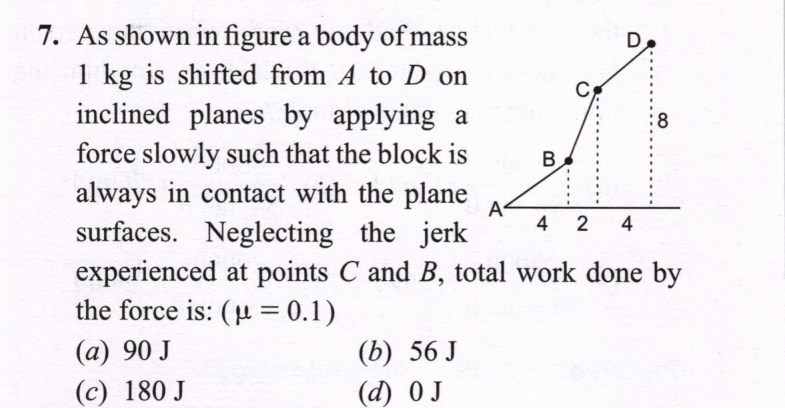 7. As shown in figure a body of mass
1 kg is shifted from A to D on
inclined planes by applying a
force slowly such that the block is
always in contact with the plane
surfaces. Neglecting the jerk
experienced at points C and B, total work done by
the force is: (μ = 0.1)
(a) 90 J (b) 56 J
(c) 180 J (d) 0 J
D
C
8
B
A
4 2 4